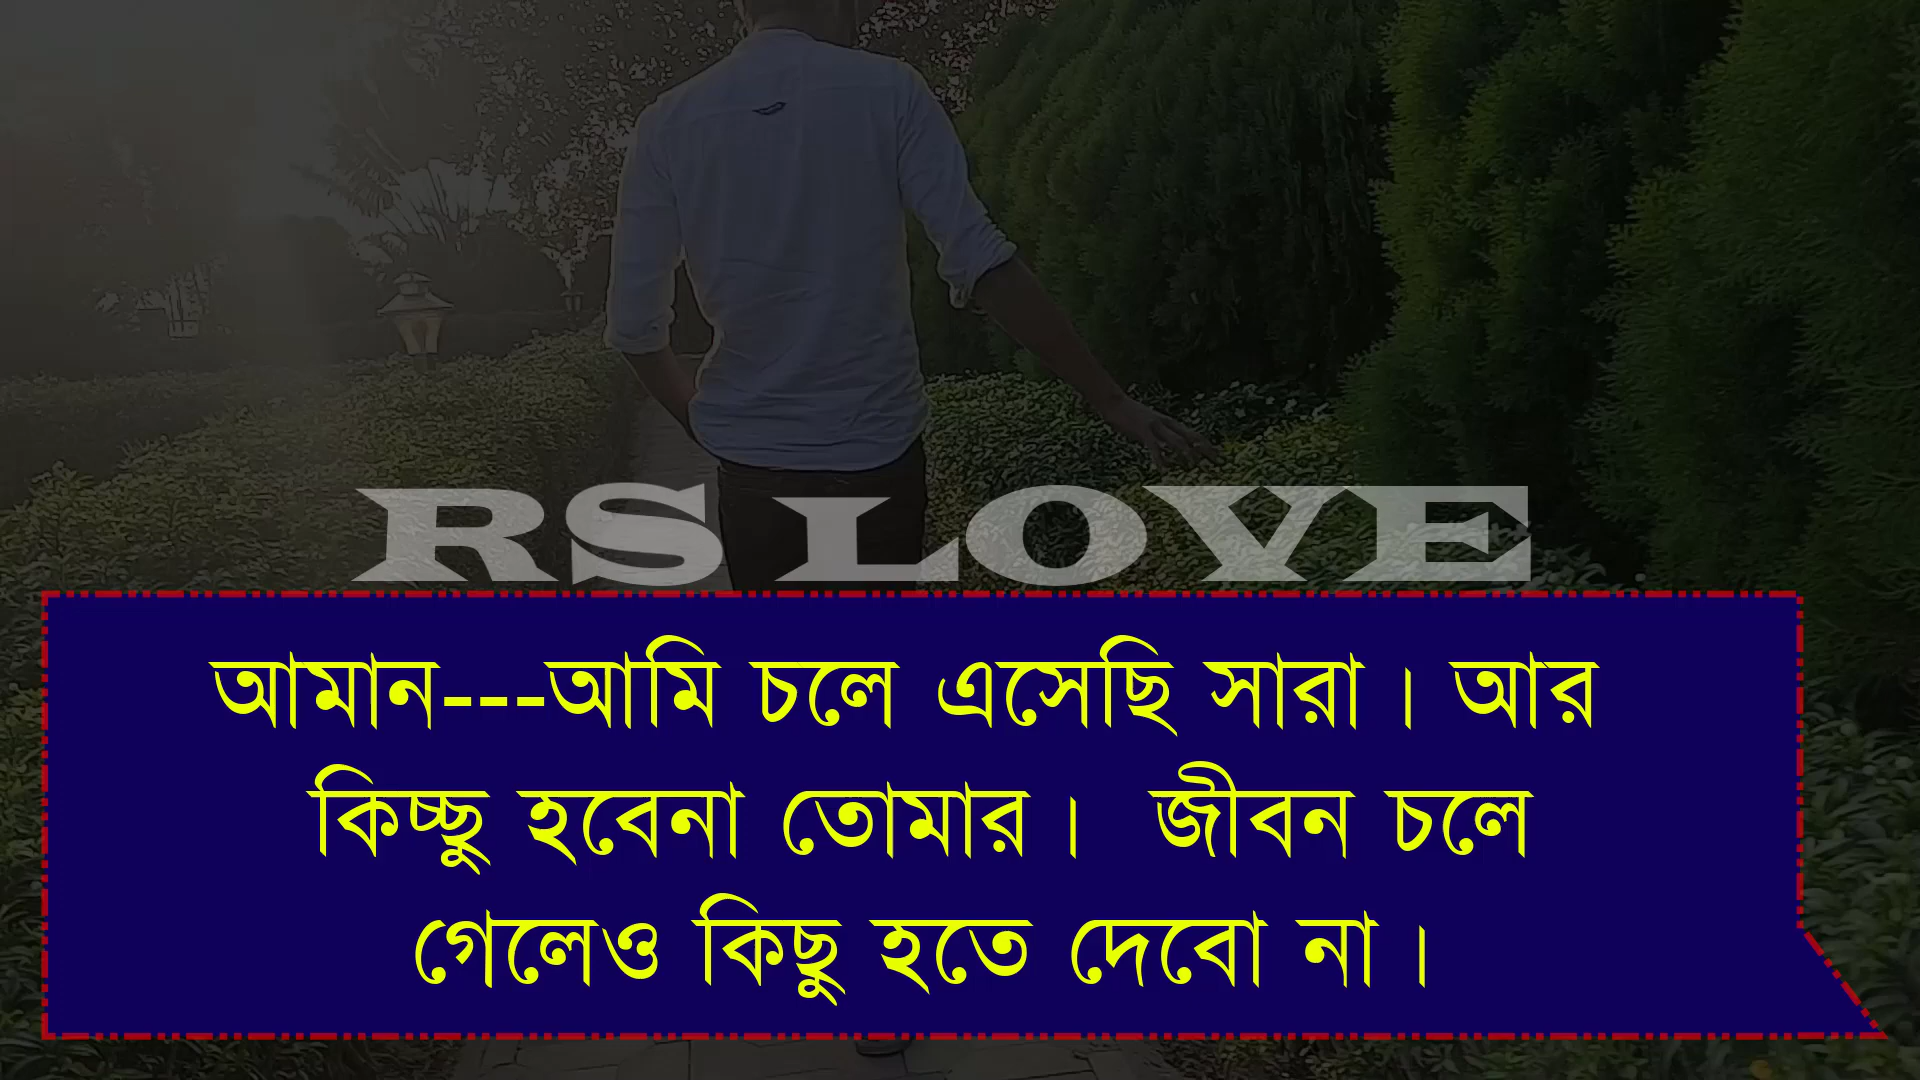 RS LOVE
আমান---আমি চলে এসেছি সারা। আর
কিচ্ছু হবেনা তোমার।  জীবন চলে
গেলেও কিছু হতে দেবো না।